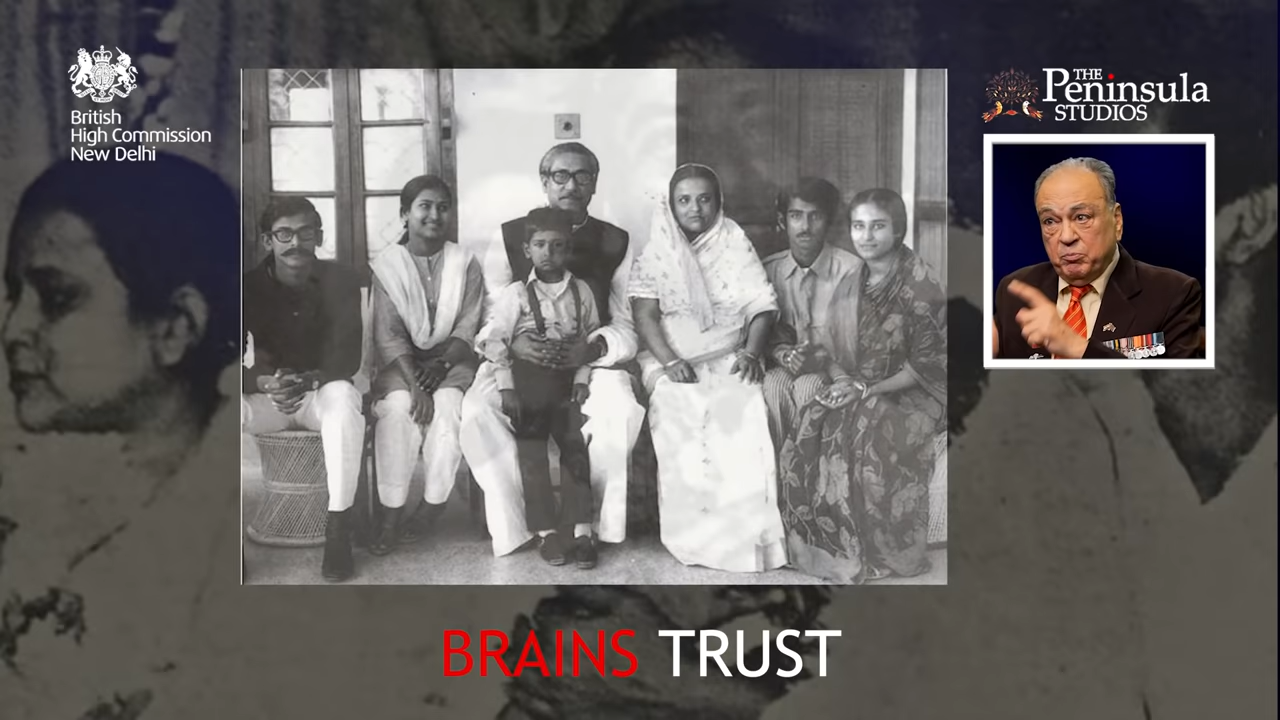 British
High Commission
New Delhi
THE
Peninsula
STUDIOS
BRAINS TRUST